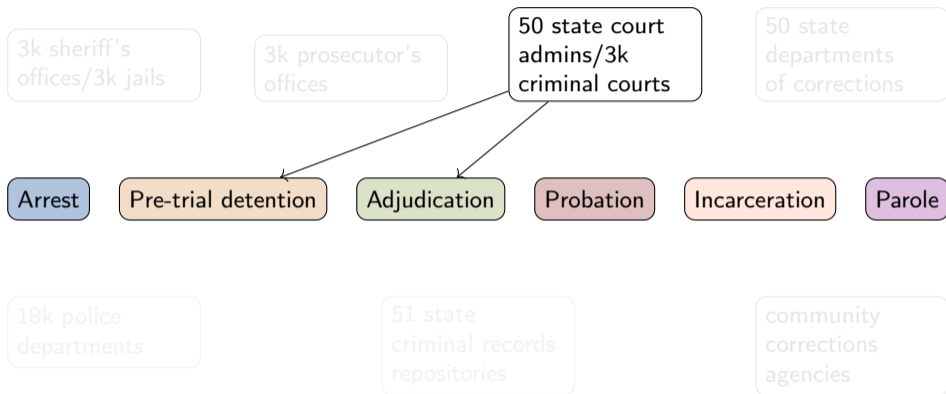 3k sheriff's
offices/3k jails
3k prosecutor's
offices
50 state court
admins/3k
criminal courts
50 state
departments
of corrections
Arrest
Pre-trial detention
Adjudication
Probation
Incarceration
Parole
18k police
departments
51 state
criminal records
repositories
community
corrections
agencies